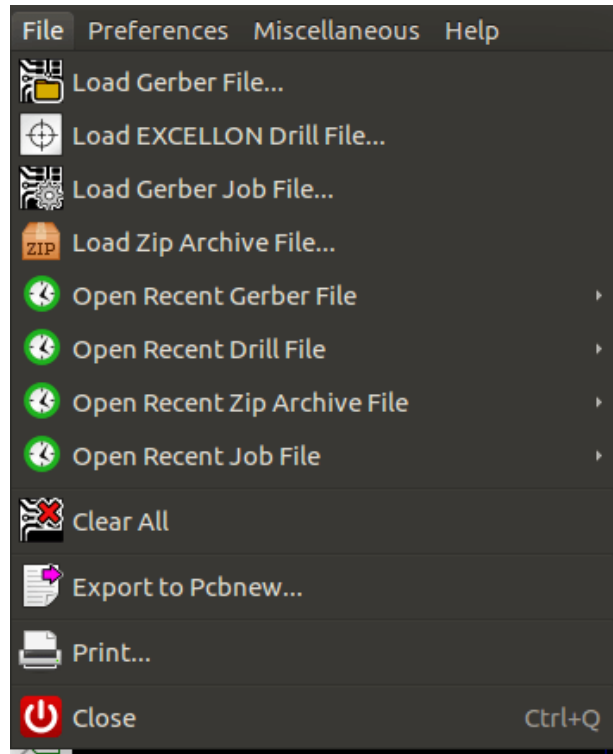 File Preferences Miscellaneous Help
Load Gerber File...
Load EXCELLON Drill File...
Load Gerber Job File...
ZIP Load Zip Archive File...
Open Recent Gerber File
Open Recent Drill File
Open Recent Zip Archive File
Open Recent Job File
Clear All
Export to Pcbnew...
Print...
Close Ctrl+Q